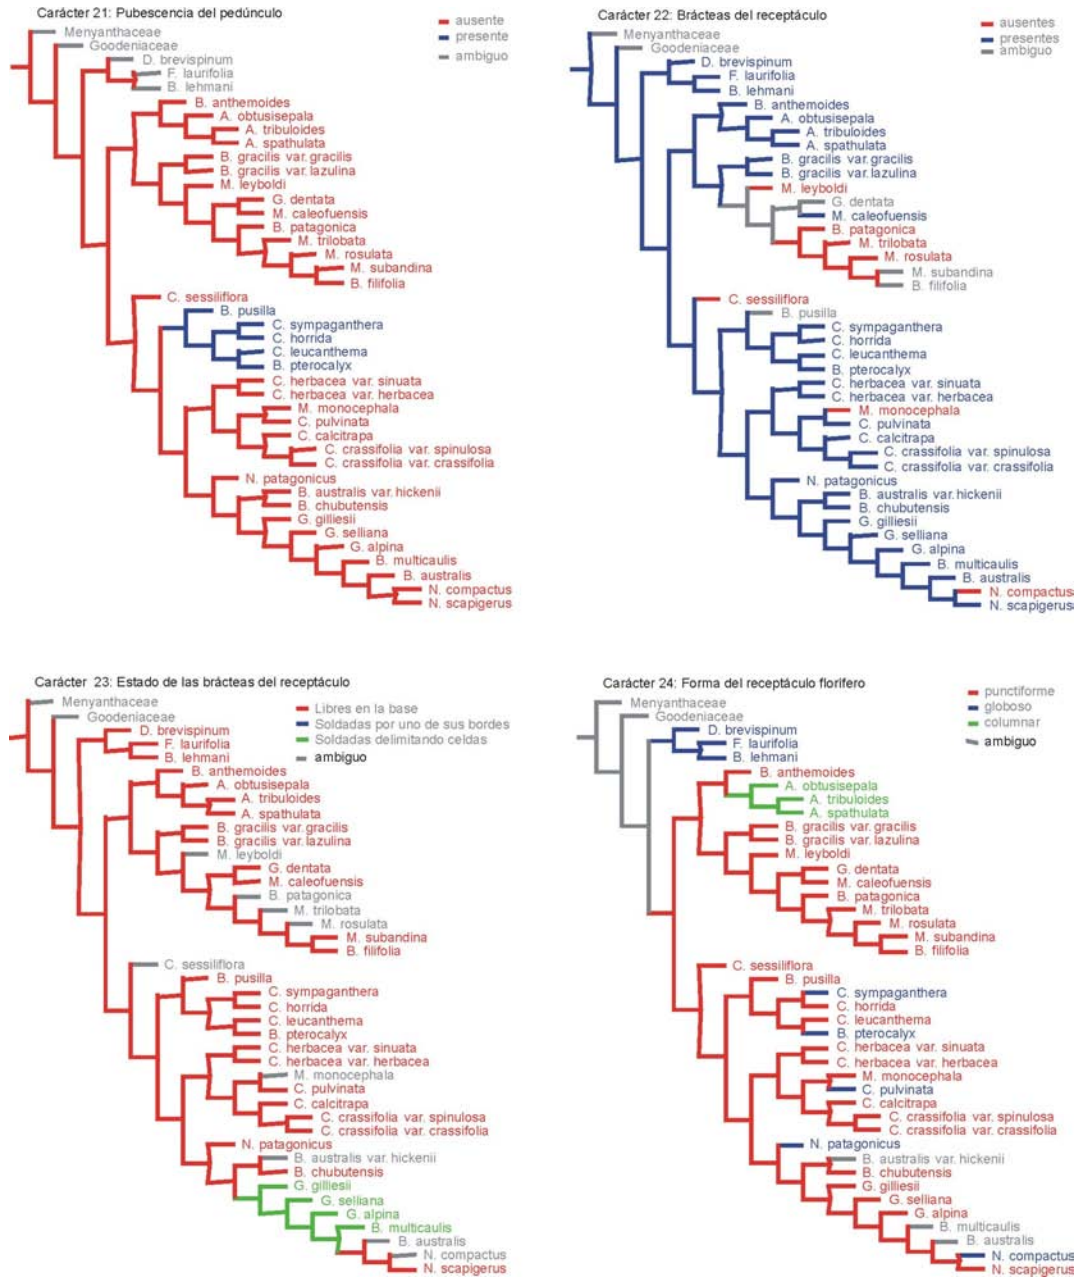 Carácter 21: Pubescencia del pedúnculo
ausente
presente
ambiguo
Menyanthaceae
Goodeniaceae
D. brevispinum
F. laurifolia
B. lehmani
B. anthemoides
A. obtusisepala
A. tribuloides
A. spathulata
B. gracilis var. gracilis
B. gracilis var. lazulina
M. leyboldi
G. dentata
M. caleofuensis
B. patagonica
M. trilobata
M. rosulata
M. subandina
B. filifolia
C. sessiliflora
B. pusilla
C. sympaganthera
C. horrida
C. leucanthema
B. pterocalyx
C. herbacea var. sinuata
C. herbacea var. herbacea
M. monocephala
C. pulvinata
C. calcitrapa
C. crassifolia var. spinulosa
C. crassifolia var. crassifolia
N. patagonicus
B. australis var. hickenii
B. chubutensis
G. gilliesii
G. selliana
G. alpina
B. multicaulis
B. australis
N. compactus
N. scapigerus
Carácter 22: Brácteas del receptáculo
ausentes
presentes
ambiguo
Menyanthaceae
Goodeniaceae
D. brevispinum
F. laurifolia
B. lehmani
B. anthemoides
A. obtusisepala
A. tribuloides
A. spathulata
B. gracilis var. gracilis
B. gracilis var. lazulina
M. leyboldi
G. dentata
M. caleofuensis
B. patagonica
M. trilobata
M. rosulata
M. subandina
B. filifolia
C. sessiliflora
B. pusilla
C. sympaganthera
C. horrida
C. leucanthema
B. pterocalyx
C. herbacea var. sinuata
C. herbacea var. herbacea
M. monocephala
C. pulvinata
C. calcitrapa
C. crassifolia var. spinulosa
C. crassifolia var. crassifolia
N. patagonicus
B. australis var. hickenii
B. chubutensis
G. gilliesii
G. selliana
G. alpina
B. multicaulis
B. australis
N. compactus
N. scapigerus
Carácter 23: Estado de las brácteas del receptáculo
Libres en la base
Soldadas por uno de sus bordes
Soldadas delimitando celdas
ambiguo
Menyanthaceae
Goodeniaceae
D. brevispinum
F. laurifolia
B. lehmani
B. anthemoides
A. obtusisepala
A. tribuloides
A. spathulata
B. gracilis var. gracilis
B. gracilis var. lazulina
M. leyboldi
G. dentata
M. caleofuensis
B. patagonica
M. trilobata
M. rosulata
M. subandina
B. filifolia
C. sessiliflora
B. pusilla
C. sympaganthera
C. horrida
C. leucanthema
B. pterocalyx
C. herbacea var. sinuata
C. herbacea var. herbacea
M. monocephala
C. pulvinata
C. calcitrapa
C. crassifolia var. spinulosa
C. crassifolia var. crassifolia
N. patagonicus
B. australis var. hickenii
B. chubutensis
G. gilliesii
G. selliana
G. alpina
B. multicaulis
B. australis
N. compactus
N. scapigerus
Carácter 24: Forma del receptáculo florífero
punctiforme
globoso
columnar
ambiguo
Menyanthaceae
Goodeniaceae
D. brevispinum
F. laurifolia
B. lehmani
B. anthemoides
A. obtusisepala
A. tribuloides
A. spathulata
B. gracilis var. gracilis
B. gracilis var. lazulina
M. leyboldi
G. dentata
M. caleofuensis
B. patagonica
M. trilobata
M. rosulata
M. subandina
B. filifolia
C. sessiliflora
B. pusilla
C. sympaganthera
C. horrida
C. leucanthema
B. pterocalyx
C. herbacea var. sinuata
C. herbacea var. herbacea
M. monocephala
C. pulvinata
C. calcitrapa
C. crassifolia var. spinulosa
C. crassifolia var. crassifolia
N. patagonicus
B. australis var. hickenii
B. chubutensis
G. gilliesii
G. selliana
G. alpina
B. multicaulis
B. australis
N. compactus
N. scapigerus